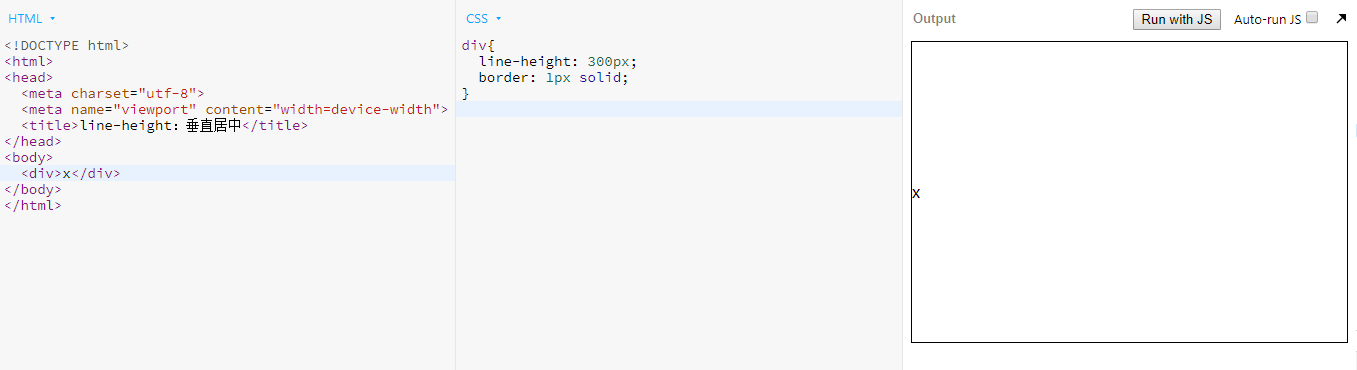 HTML
<!DOCTYPE html>
<html>
<head>
  <meta charset="utf-8">
  <meta name="viewport" content="width=device-width">
  <title>line-height: 垂直居中</title>
</head>
<body>
  <div>x</div>
</body>
</html>
CSS
div{
  line-height: 300px;
  border: 1px solid;
}
Output
Run with JS
Auto-run JS
x